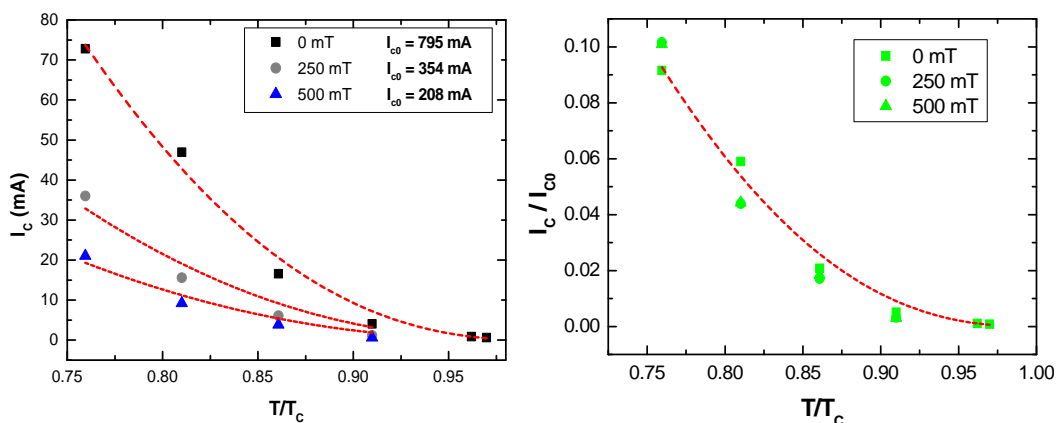 80
70
60
50
40
30
20
10
0
I_c (mA)
0 mT I_c0 = 795 mA
250 mT I_c0 = 354 mA
500 mT I_c0 = 208 mA
0.75 0.80 0.85 0.90 0.95
T/T_C
0.10
0.08
0.06
0.04
0.02
0.00
I_C / I_C0
0 mT
250 mT
500 mT
0.75 0.80 0.85 0.90 0.95 1.00
T/T_C